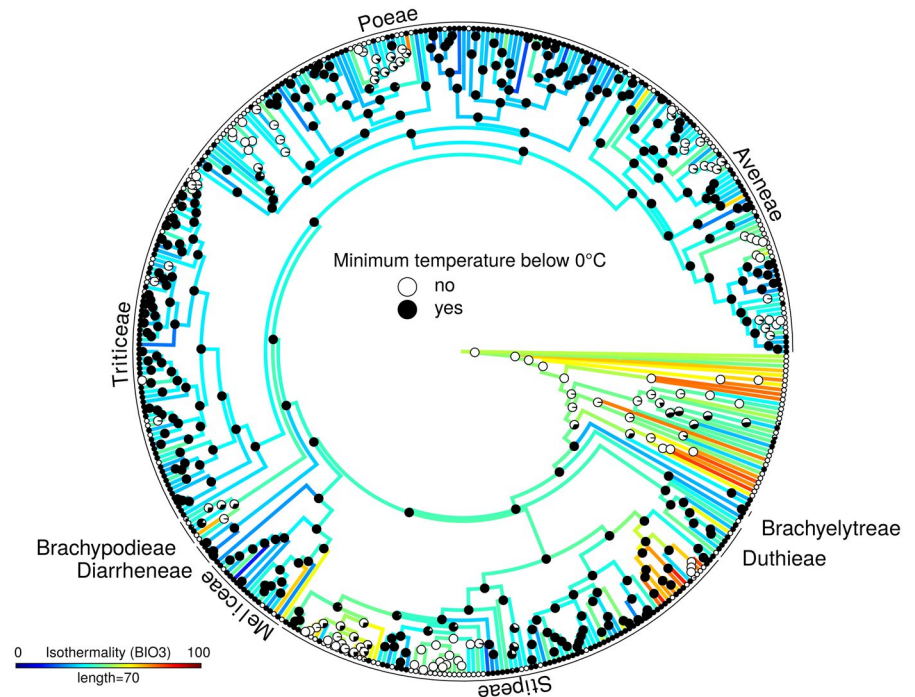 Poeae
Aveneae
Minimum temperature below 0°C
no
yes
Triticeae
Brachyelytreae
Duthieae
Brachypodieae
Diarrheneae
Meliceae
Stipeae
0 Isothermality (BIO3) 100
length=70